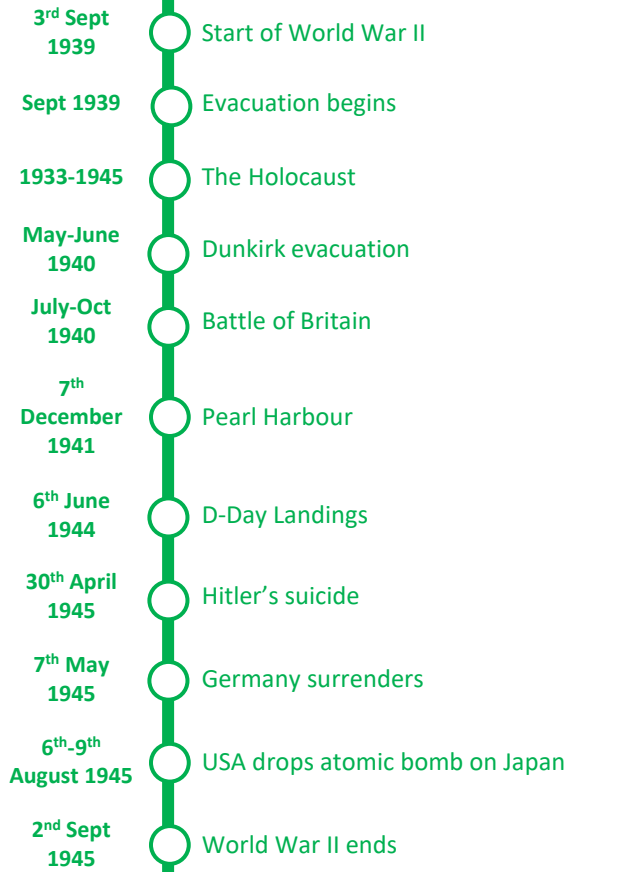 3rd Sept
1939
Start of World War II
Sept 1939
Evacuation begins
1933-1945
The Holocaust
May-June
1940
Dunkirk evacuation
July-Oct
1940
Battle of Britain
7th
December
1941
Pearl Harbour
6th June
1944
D-Day Landings
30th April
1945
Hitler’s suicide
7th May
1945
Germany surrenders
6th-9th
August 1945
USA drops atomic bomb on Japan
2nd Sept
1945
World War II ends